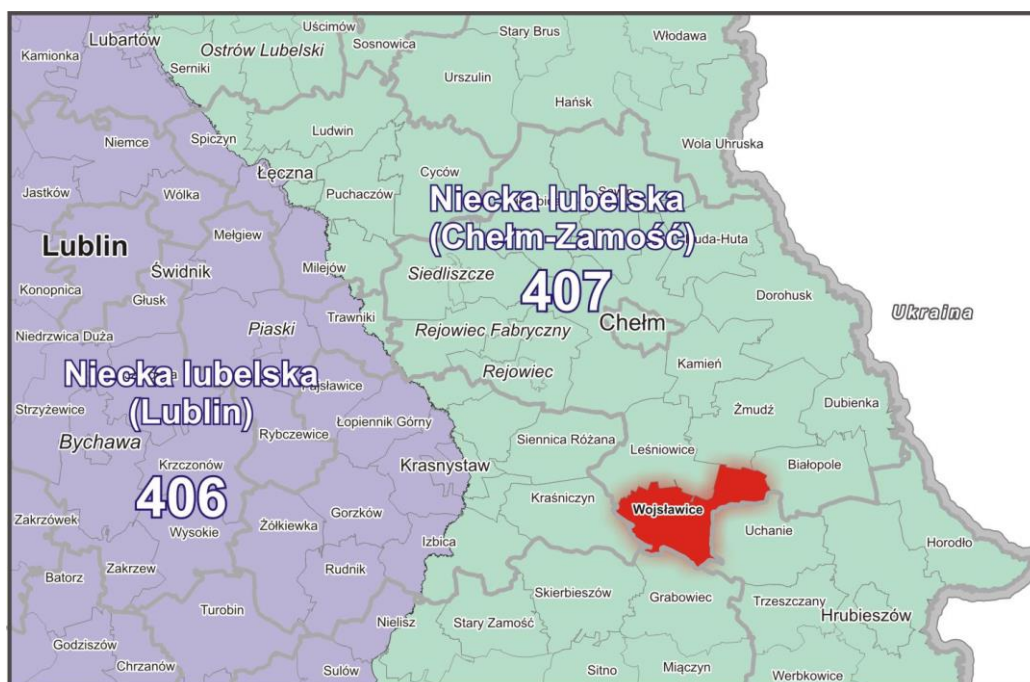 Uścimów
Stary Brus
Włodawa
Kamionka
Lubartów
Ostrów Lubelski
Sosnowica
Serniki
Urszulin
Hańsk
Niemce
Spiczyn
Ludwin
Wola Uhruska
Łęczna
Cyców
Jastków
Wólka
Puchaczów
Niecka lubelska
(Chełm-Zamość)
407
Mełgiew
Lublin
Świdnik
Milejów
Siedliszcze
Konopnica
Głusk
Dorohusk
Ukraina
Trawniki
Piaski
Rejowiec Fabryczny
Chełm
Niedrzwica Duża
Kamień
Rejowiec
Niecka lubelska
(Lublin)
406
Strzyżewice
Żmudź
Dubienka
Łopiennik Górny
Rybczewice
Bychawa
Siennica Różana
Leśniowice
Białopole
Krzczonów
Krasnystaw
Kraśniczyn
Wojsławice
Zakrzówek
Gorzków
Wysokie
Żółkiewka
Uchanie
Izbica
Horodło
Batorz
Zakrzew
Rudnik
Skierbieszów
Grabowiec
Trzeszczany
Turobin
Nielisz
Stary Zamość
Hrubieszów
Godziszów
Chrzanów
Sułów
Sitno
Miączyn
Werbkowice